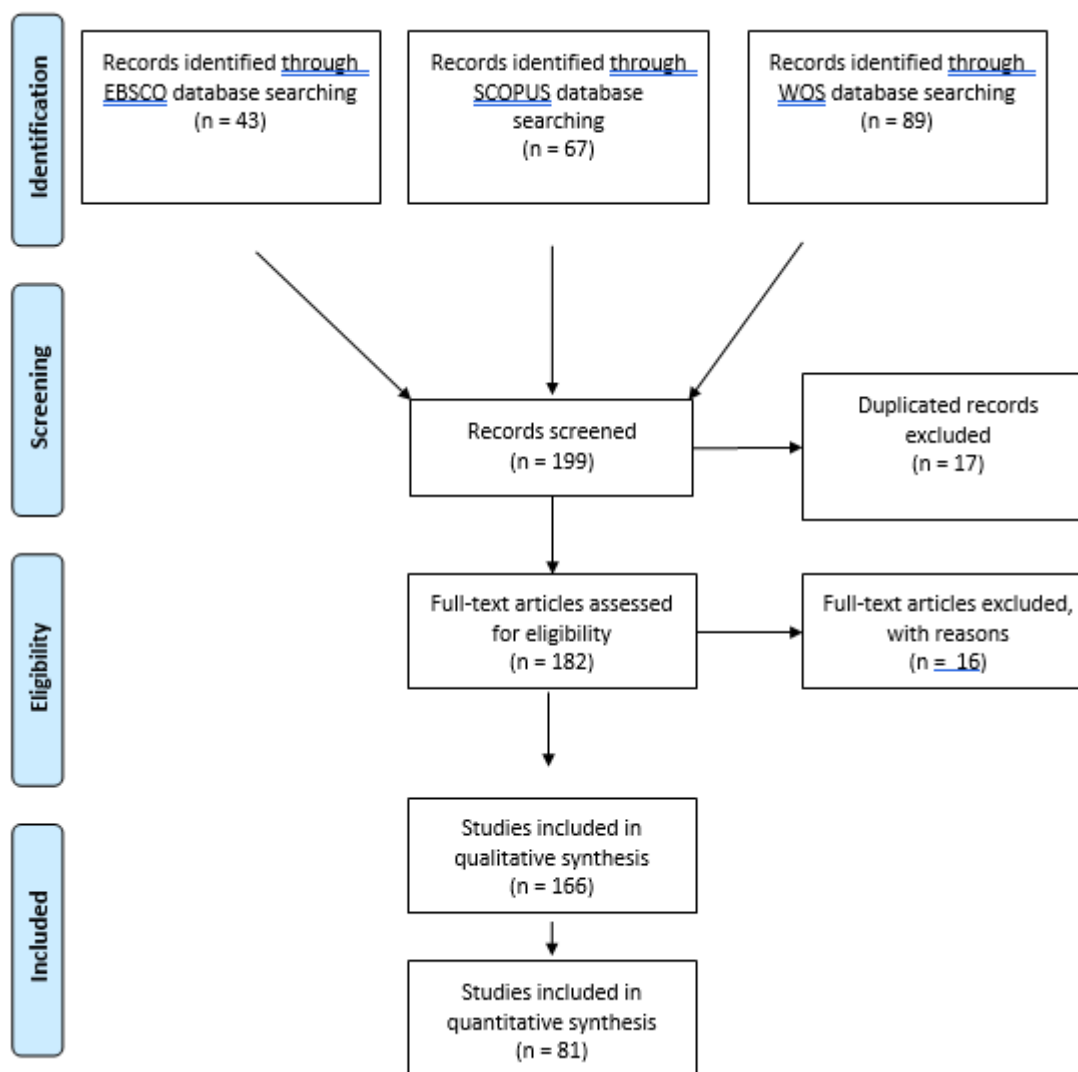 Identification
Records identified through
EBSCO database searching
(n = 43)
Records identified through
SCOPUS database
searching
(n = 67)
Records identified through
WOS database searching
(n = 89)
Screening
Records screened
(n = 199)
Duplicated records
excluded
(n = 17)
Eligibility
Full-text articles assessed
for eligibility
(n = 182)
Full-text articles excluded,
with reasons
(n = 16)
Included
Studies included in
qualitative synthesis
(n = 166)
Studies included in
quantitative synthesis
(n = 81)